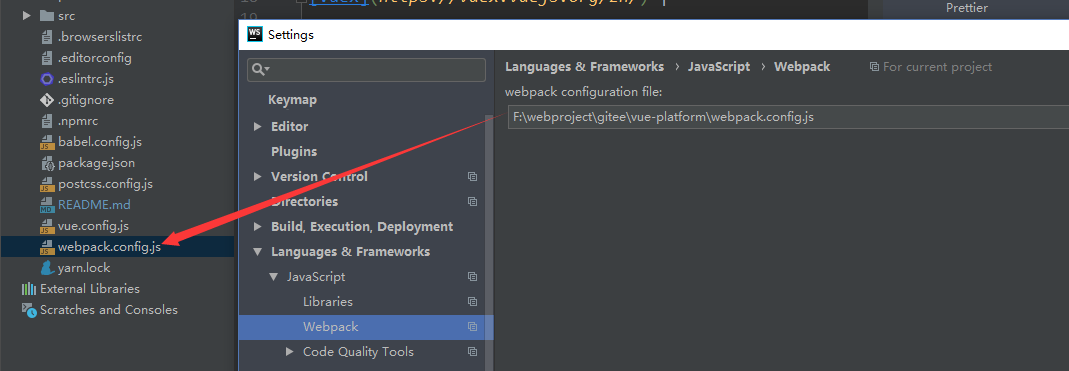 src
.browserslistrc
.editorconfig
.eslintrc.js
.gitignore
.npmrc
babel.config.js
package.json
postcss.config.js
README.md
vue.config.js
webpack.config.js
yarn.lock
External Libraries
Scratches and Consoles
Prettier
WS Settings
Keymap
Editor
Plugins
Version Control
Directories
Build, Execution, Deployment
Languages & Frameworks
JavaScript
Libraries
Webpack
Code Quality Tools
Languages & Frameworks › JavaScript › Webpack For current project
webpack configuration file:
F:\webproject\gitee\vue-platform\webpack.config.js